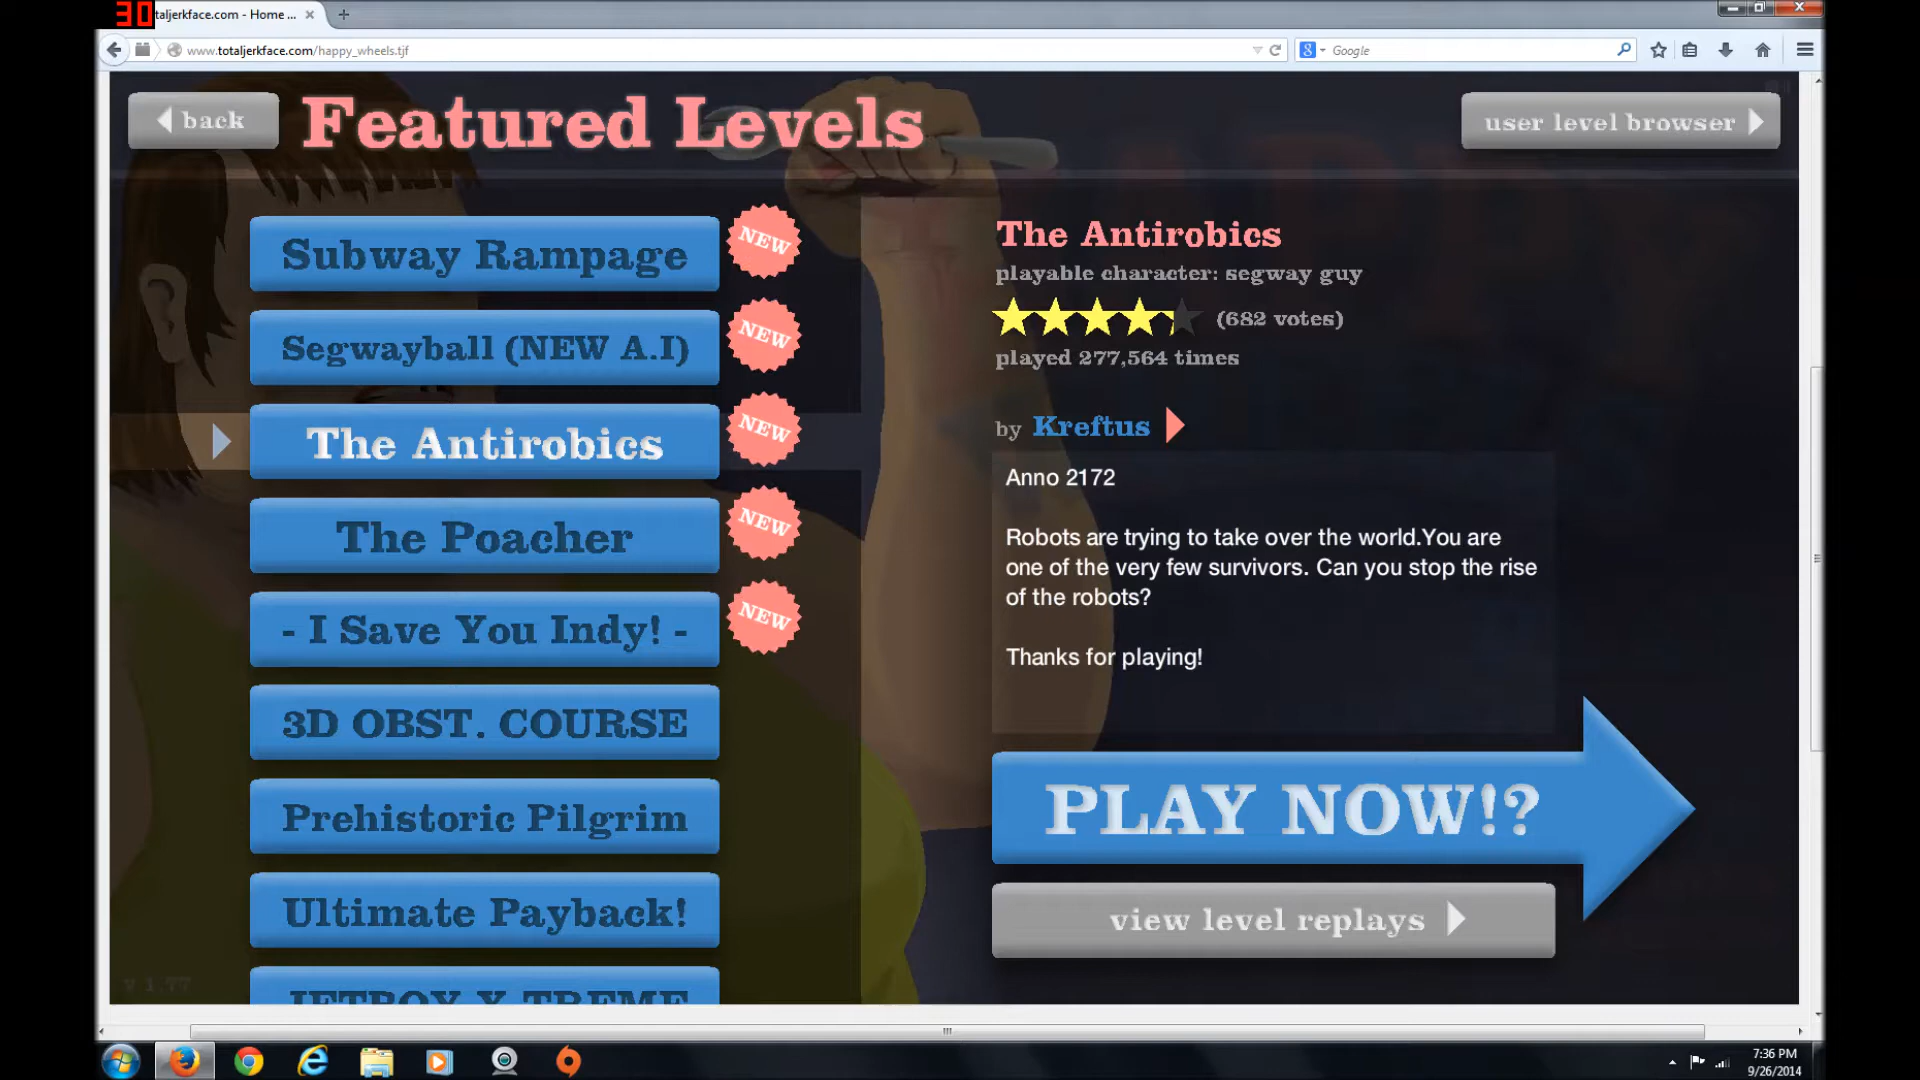 30
taljerkface.com - Home ...
www.totaljerkface.com/happy_wheels.tjf
Google
back
Featured Levels
user level browser
Subway Rampage
NEW
Segwayball (NEW A.I)
NEW
The Antirobics
NEW
The Poacher
NEW
- I Save You Indy! -
NEW
3D OBST. COURSE
Prehistoric Pilgrim
Ultimate Payback!
JETBOX X-TREME
v 1.77
The Antirobics
playable character: segway guy
(682 votes)
played 277,564 times
by Kreftus
Anno 2172
Robots are trying to take over the world.You are
one of the very few survivors. Can you stop the rise
of the robots?
Thanks for playing!
PLAY NOW!?
view level replays
7:36 PM
9/26/2014